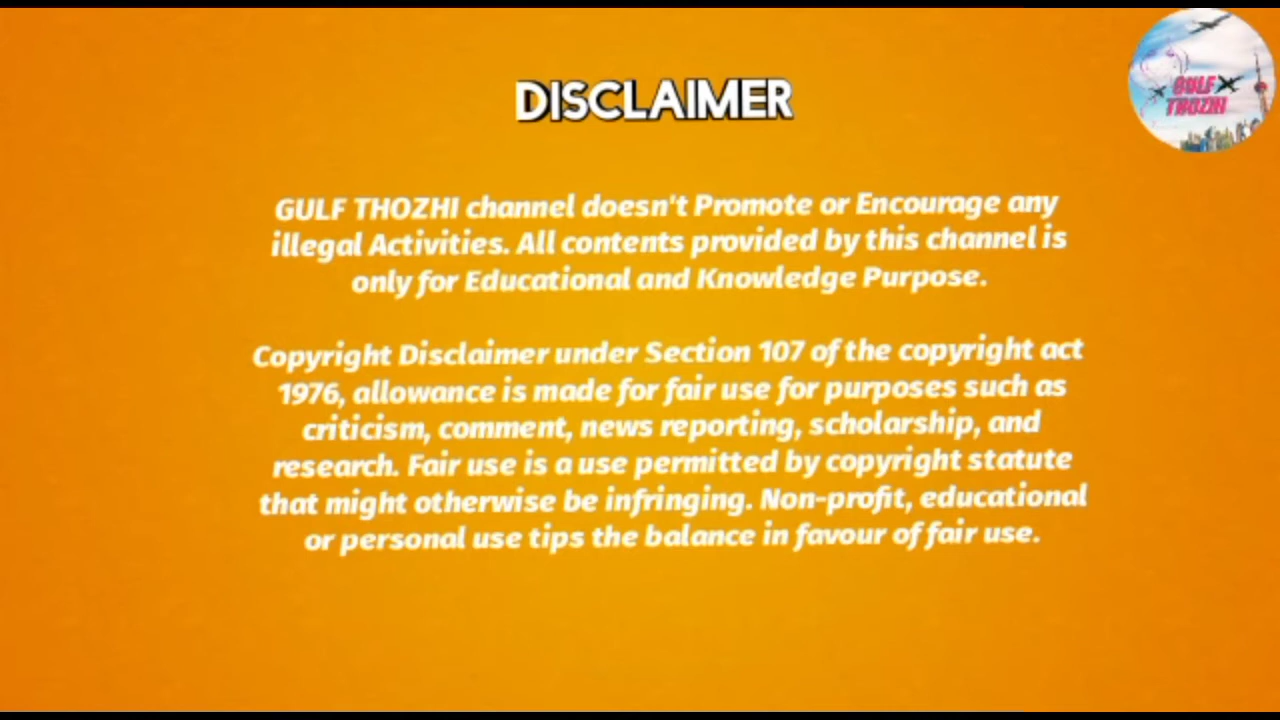 DISCLAIMER
GULF
THOZHI
GULF THOZHI channel doesn't Promote or Encourage any
illegal Activities. All contents provided by this channel is
only for Educational and Knowledge Purpose.
Copyright Disclaimer under Section 107 of the copyright act
1976, allowance is made for fair use for purposes such as
criticism, comment, news reporting, scholarship, and
research. Fair use is a use permitted by copyright statute
that might otherwise be infringing. Non-profit, educational
or personal use tips the balance in favour of fair use.